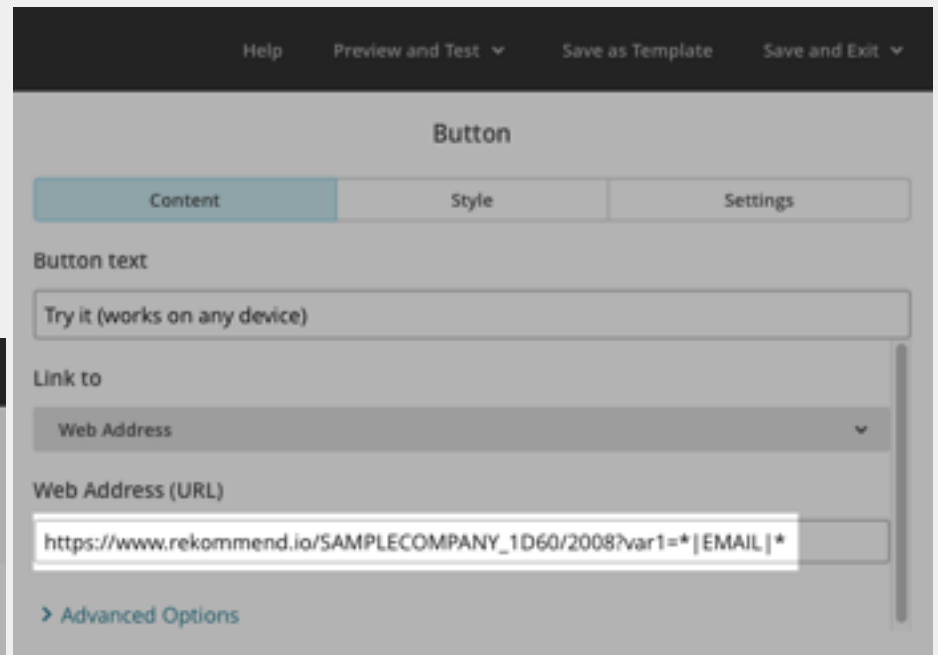 Help Preview and Test Save as Template Save and Exit
Button
Content Style Settings
Button text
Try it (works on any device)
Link to
Web Address
Web Address (URL)
https://www.rekommend.io/SAMPLECOMPANY_1D60/2008?var1=*|EMAIL|*
Advanced Options